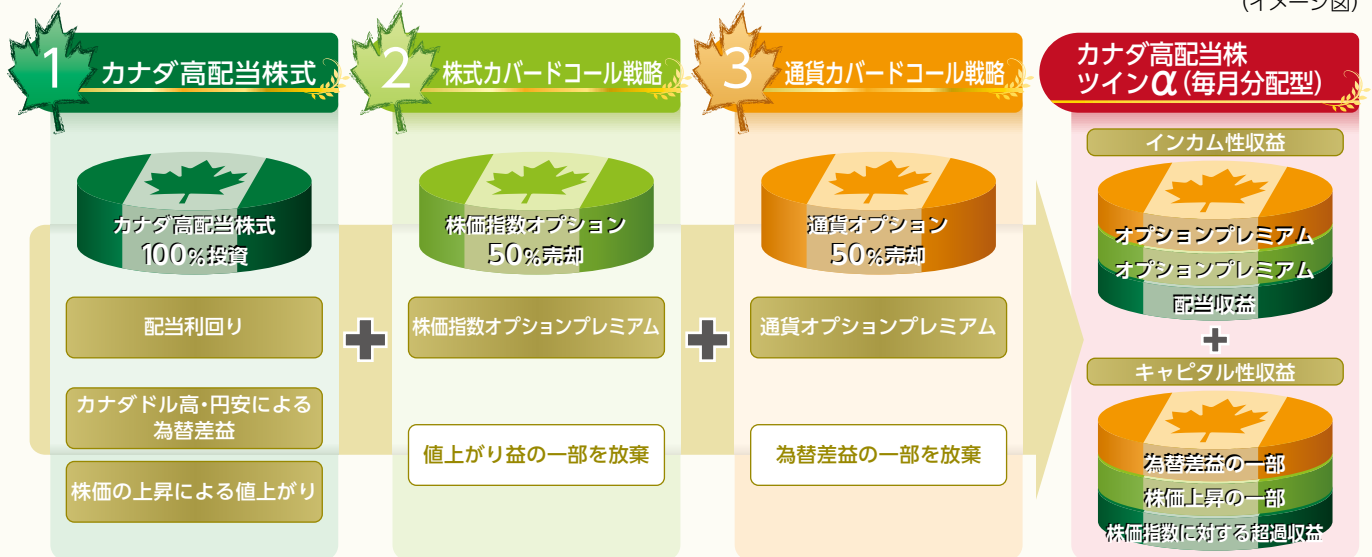 (イメージ図)
1 カナダ高配当株式
カナダ高配当株式
100%投資
配当利回り
カナダドル高・円安による
為替差益
株価の上昇による値上がり
+
2 株式カバードコール戦略
株価指数オプション
50%売却
株価指数オプションプレミアム
値上がり益の一部を放棄
+
3 通貨カバードコール戦略
通貨オプション
50%売却
通貨オプションプレミアム
為替差益の一部を放棄
カナダ高配当株
ツインα(毎月分配型)
インカム性収益
オプションプレミアム
オプションプレミアム
配当収益
+
キャピタル性収益
為替差益の一部
株価上昇の一部
株価指数に対する超過収益